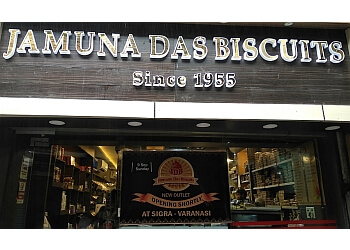 JAMUNA DAS BISCUITS
Since 1955
NEW OUTLET
OPENING SHORTLY
AT SIGRA - VARANASI